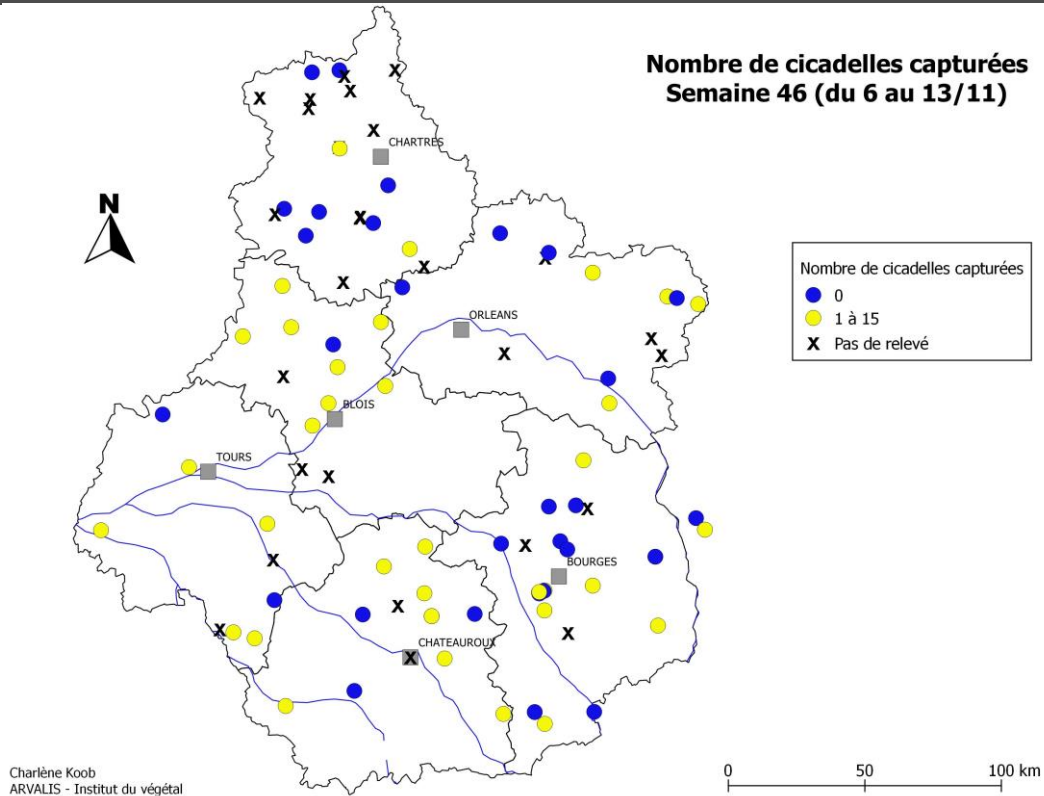 Nombre de cicadelles capturées
Semaine 46 (du 6 au 13/11)
CHARTRES
N
Nombre de cicadelles capturées
0
1 à 15
X Pas de relevé
ORLEANS
BLOIS
TOURS
BOURGES
CHATEAUROUX
Charlène Koob
ARVALIS - Institut du végétal
0 50 100 km